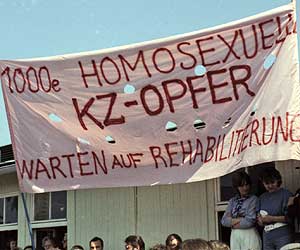 1000e HOMOSEXUELLE
KZ-OPFER
WARTEN AUF REHABILITIERUNG